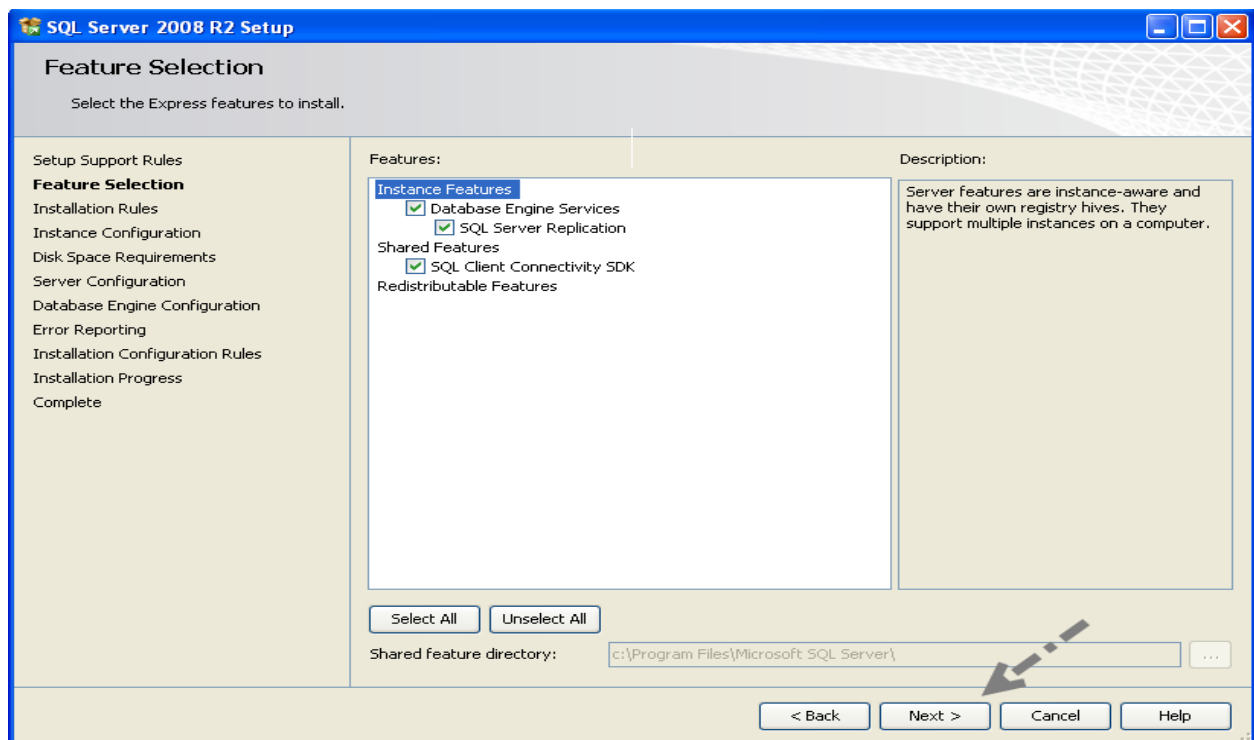 SQL Server 2008 R2 Setup
Feature Selection
Select the Express features to install.
Setup Support Rules
Feature Selection
Installation Rules
Instance Configuration
Disk Space Requirements
Server Configuration
Database Engine Configuration
Error Reporting
Installation Configuration Rules
Installation Progress
Complete
Features:
Instance Features
Database Engine Services
SQL Server Replication
Shared Features
SQL Client Connectivity SDK
Redistributable Features
Description:
Server features are instance-aware and
have their own registry hives. They
support multiple instances on a computer.
Select All
Unselect All
Shared feature directory:
c:\Program Files\Microsoft SQL Server\
...
< Back
Next >
Cancel
Help